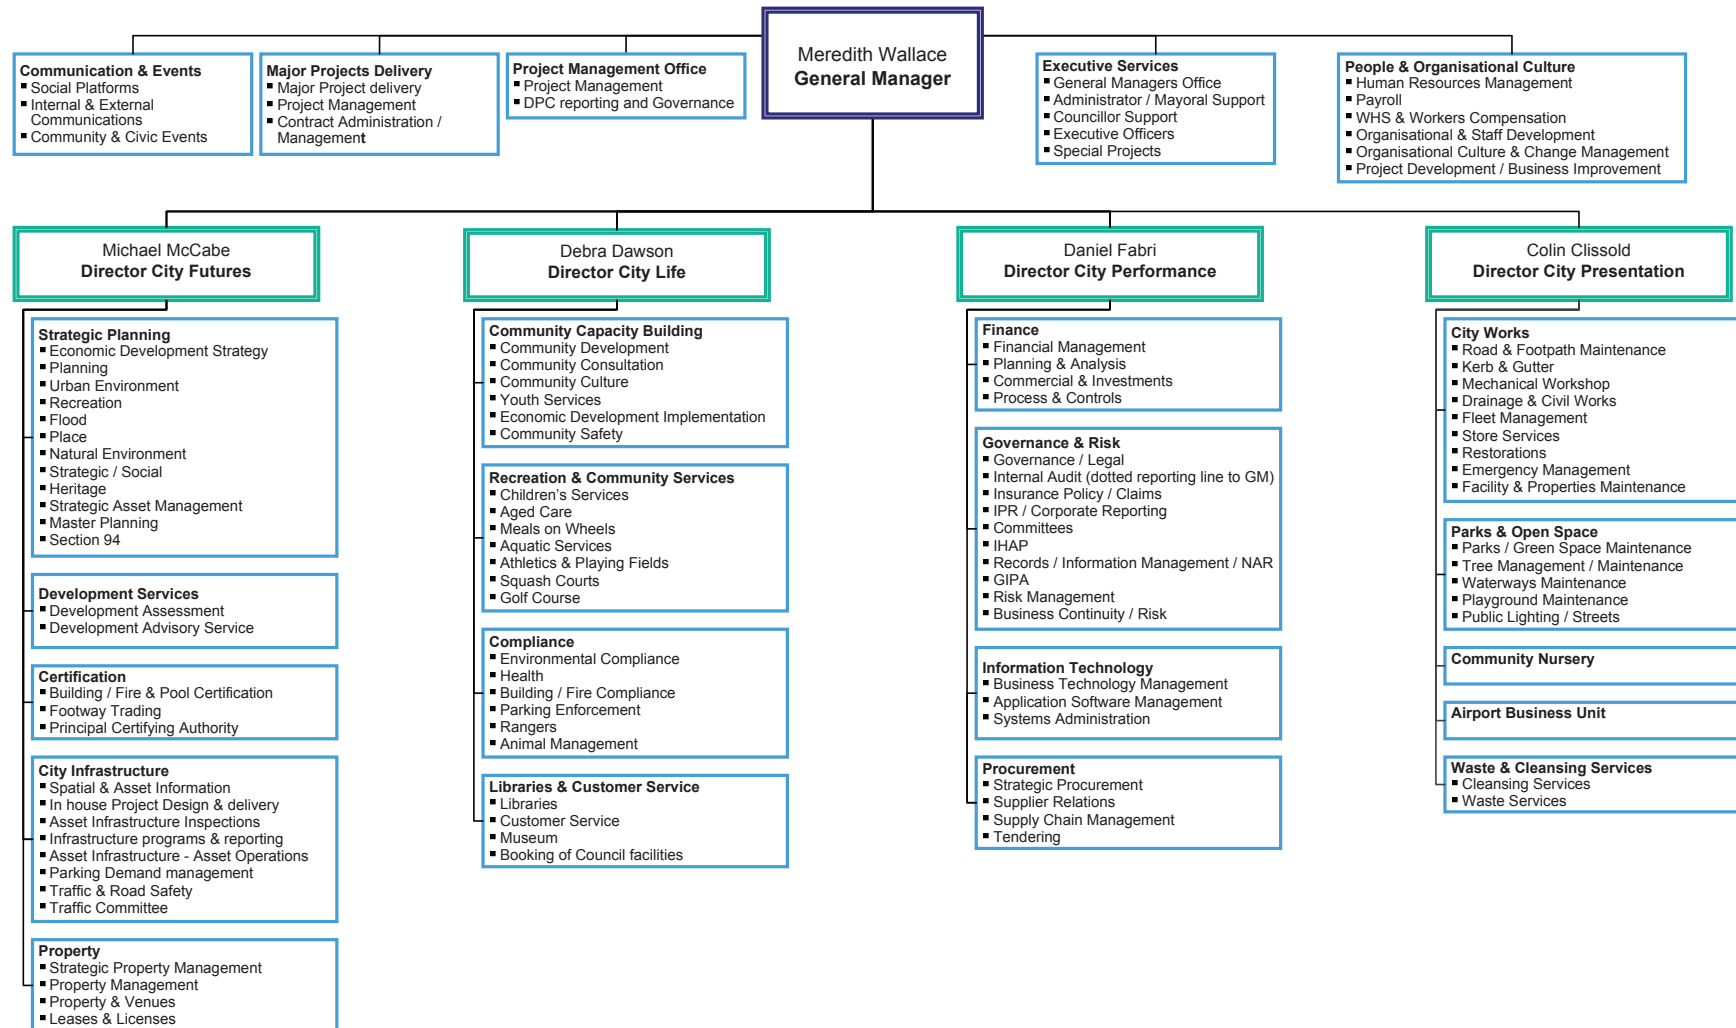 Meredith Wallace
General Manager
Communication & Events
▪ Social Platforms
▪ Internal & External
Communications
▪ Community & Civic Events
Major Projects Delivery
▪ Major Project delivery
▪ Project Management
▪ Contract Administration /
Management
Project Management Office
▪ Project Management
▪ DPC reporting and Governance
Executive Services
▪ General Managers Office
▪ Administrator / Mayoral Support
▪ Councillor Support
▪ Executive Officers
▪ Special Projects
People & Organisational Culture
▪ Human Resources Management
▪ Payroll
▪ WHS & Workers Compensation
▪ Organisational & Staff Development
▪ Organisational Culture & Change Management
▪ Project Development / Business Improvement
Michael McCabe
Director City Futures
Strategic Planning
▪ Economic Development Strategy
▪ Planning
▪ Urban Environment
▪ Recreation
▪ Flood
▪ Place
▪ Natural Environment
▪ Strategic / Social
▪ Heritage
▪ Strategic Asset Management
▪ Master Planning
▪ Section 94
Development Services
▪ Development Assessment
▪ Development Advisory Service
Certification
▪ Building / Fire & Pool Certification
▪ Footway Trading
▪ Principal Certifying Authority
City Infrastructure
▪ Spatial & Asset Information
▪ In house Project Design & delivery
▪ Asset Infrastructure Inspections
▪ Infrastructure programs & reporting
▪ Asset Infrastructure - Asset Operations
▪ Parking Demand management
▪ Traffic & Road Safety
▪ Traffic Committee
Property
▪ Strategic Property Management
▪ Property Management
▪ Property & Venues
▪ Leases & Licenses
Debra Dawson
Director City Life
Community Capacity Building
▪ Community Development
▪ Community Consultation
▪ Community Culture
▪ Youth Services
▪ Economic Development Implementation
▪ Community Safety
Recreation & Community Services
▪ Children's Services
▪ Aged Care
▪ Meals on Wheels
▪ Aquatic Services
▪ Athletics & Playing Fields
▪ Squash Courts
▪ Golf Course
Compliance
▪ Environmental Compliance
▪ Health
▪ Building / Fire Compliance
▪ Parking Enforcement
▪ Rangers
▪ Animal Management
Libraries & Customer Service
▪ Libraries
▪ Customer Service
▪ Museum
▪ Booking of Council facilities
Daniel Fabri
Director City Performance
Finance
▪ Financial Management
▪ Planning & Analysis
▪ Commercial & Investments
▪ Process & Controls
Governance & Risk
▪ Governance / Legal
▪ Internal Audit (dotted reporting line to GM)
▪ Insurance Policy / Claims
▪ IPR / Corporate Reporting
▪ Committees
▪ IHAP
▪ Records / Information Management / NAR
▪ GIPA
▪ Risk Management
▪ Business Continuity / Risk
Information Technology
▪ Business Technology Management
▪ Application Software Management
▪ Systems Administration
Procurement
▪ Strategic Procurement
▪ Supplier Relations
▪ Supply Chain Management
▪ Tendering
Colin Clissold
Director City Presentation
City Works
▪ Road & Footpath Maintenance
▪ Kerb & Gutter
▪ Mechanical Workshop
▪ Drainage & Civil Works
▪ Fleet Management
▪ Store Services
▪ Restorations
▪ Emergency Management
▪ Facility & Properties Maintenance
Parks & Open Space
▪ Parks / Green Space Maintenance
▪ Tree Management / Maintenance
▪ Waterways Maintenance
▪ Playground Maintenance
▪ Public Lighting / Streets
Community Nursery
Airport Business Unit
Waste & Cleansing Services
▪ Cleansing Services
▪ Waste Services